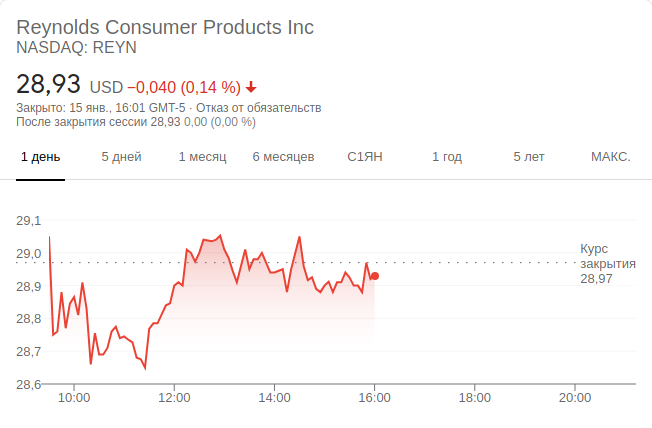 Reynolds Consumer Products Inc
NASDAQ: REYN
28,93 USD −0,040 (0,14 %)
Закрыто: 15 янв., 16:01 GMT-5 · Отказ от обязательств
После закрытия сессии 28,93 0,00 (0,00 %)
1 день 5 дней 1 месяц 6 месяцев С1ЯН 1 год 5 лет МАКС.
29,1
29,0
28,9
28,8
28,7
28,6
Курс
закрытия
28,97
10:00 12:00 14:00 16:00 18:00 20:00